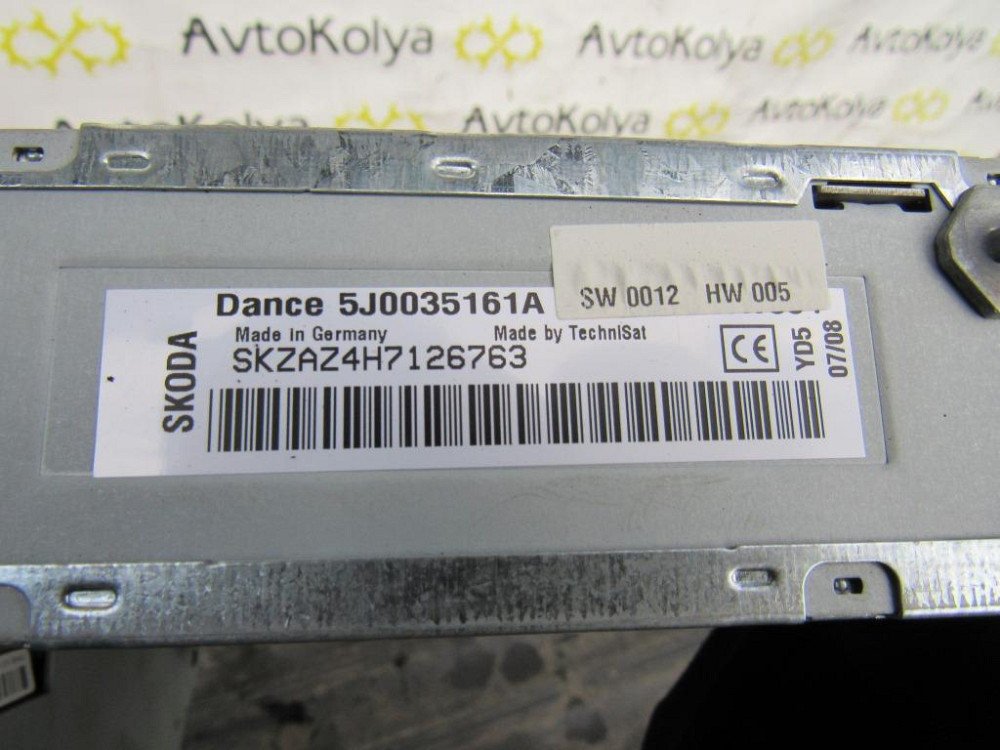 AvtoKolya AvtoKolya AvtoKolya
AvtoKolya AvtoKolya
SW 0012 HW 005
Dance 5J0035161A
Made in Germany Made by TechniSat
SKZAZ4H7126763
SKODA
CE
YD5
07/08